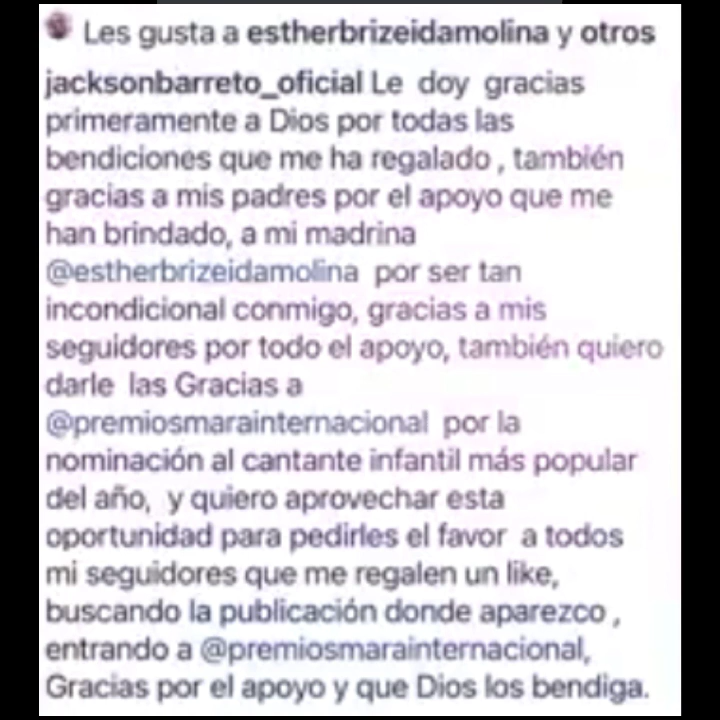 Les gusta a estherbrizeidamolina y otros
jacksonbarreto_oficial Le doy gracias
primeramente a Dios por todas las
bendiciones que me ha regalado , también
gracias a mis padres por el apoyo que me
han brindado, a mi madrina
@estherbrizeidamolina por ser tan
incondicional conmigo, gracias a mis
seguidores por todo el apoyo, también quiero
darle las Gracias a
@premiosmarainternacional por la
nominación al cantante infantil más popular
del año, y quiero aprovechar esta
oportunidad para pedirles el favor a todos
mi seguidores que me regalen un like,
buscando la publicación donde aparezco ,
entrando a @premiosmarainternacional,
Gracias por el apoyo y que Dios los bendiga.